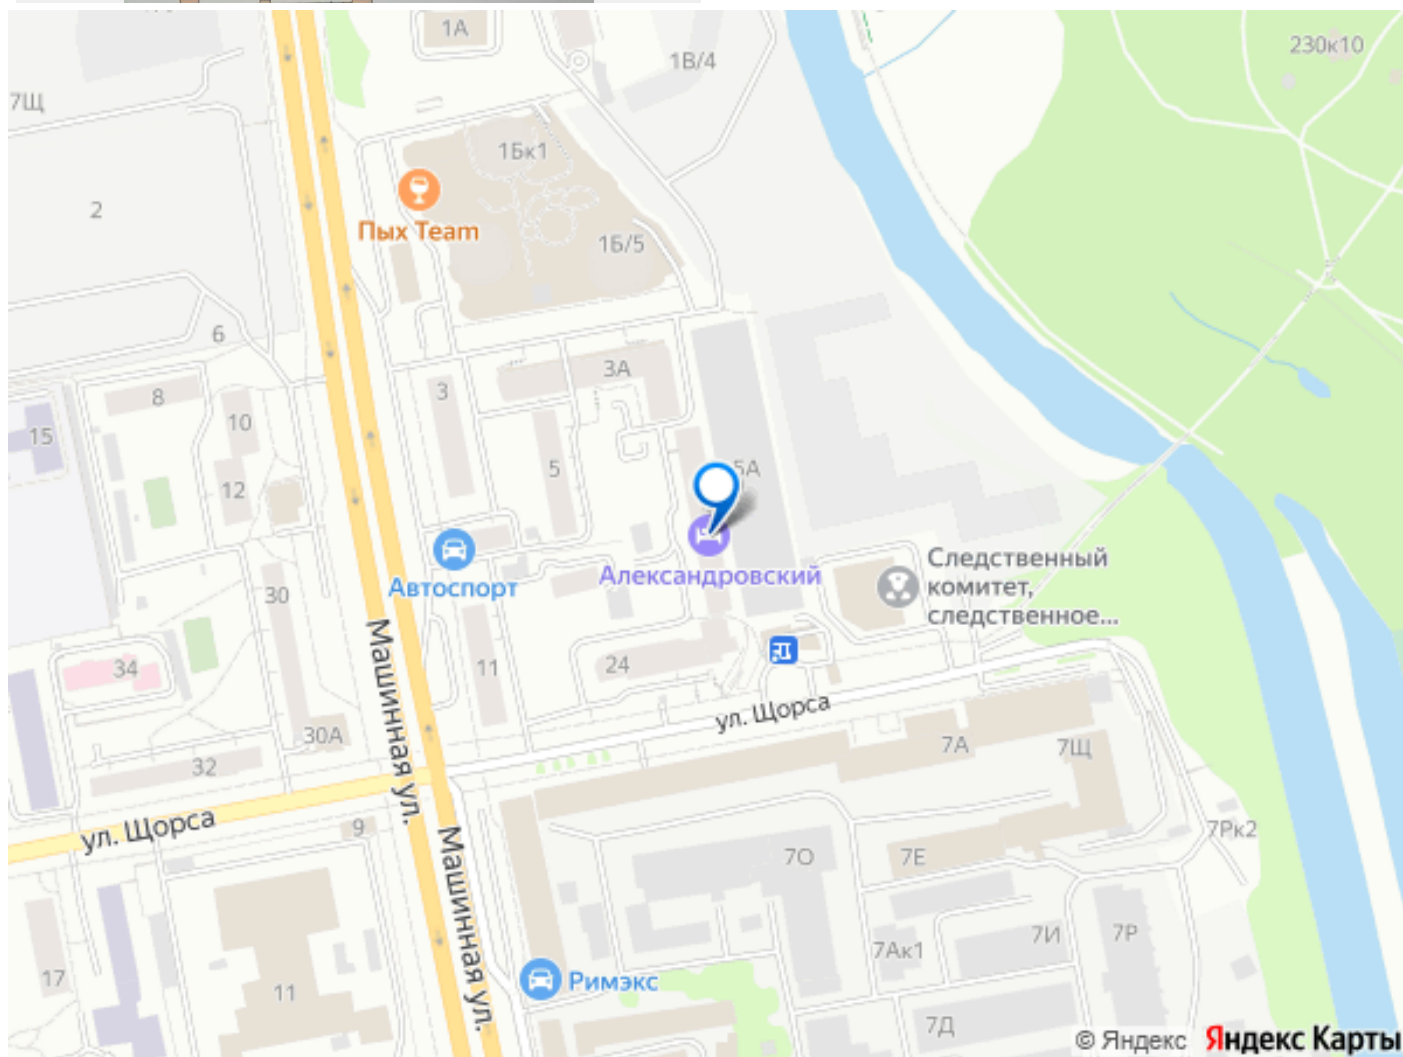 1А
1В/4
230к10
7Щ
1Бк1
2
Пых Team
1Б/5
6
3А
8
3
10
15
5
5А
12
Александровский
Автоспорт
Следственный
комитет,
следственное...
30
34
11
24
Машинная ул.
ул. Щорса
30А
32
7А
7Щ
ул. Щорса
9
7Рк2
7О
7Е
Машинная ул.
7Ак1
7И
7Р
17
11
Римэкс
7Д
© Яндекс Яндекс Карты